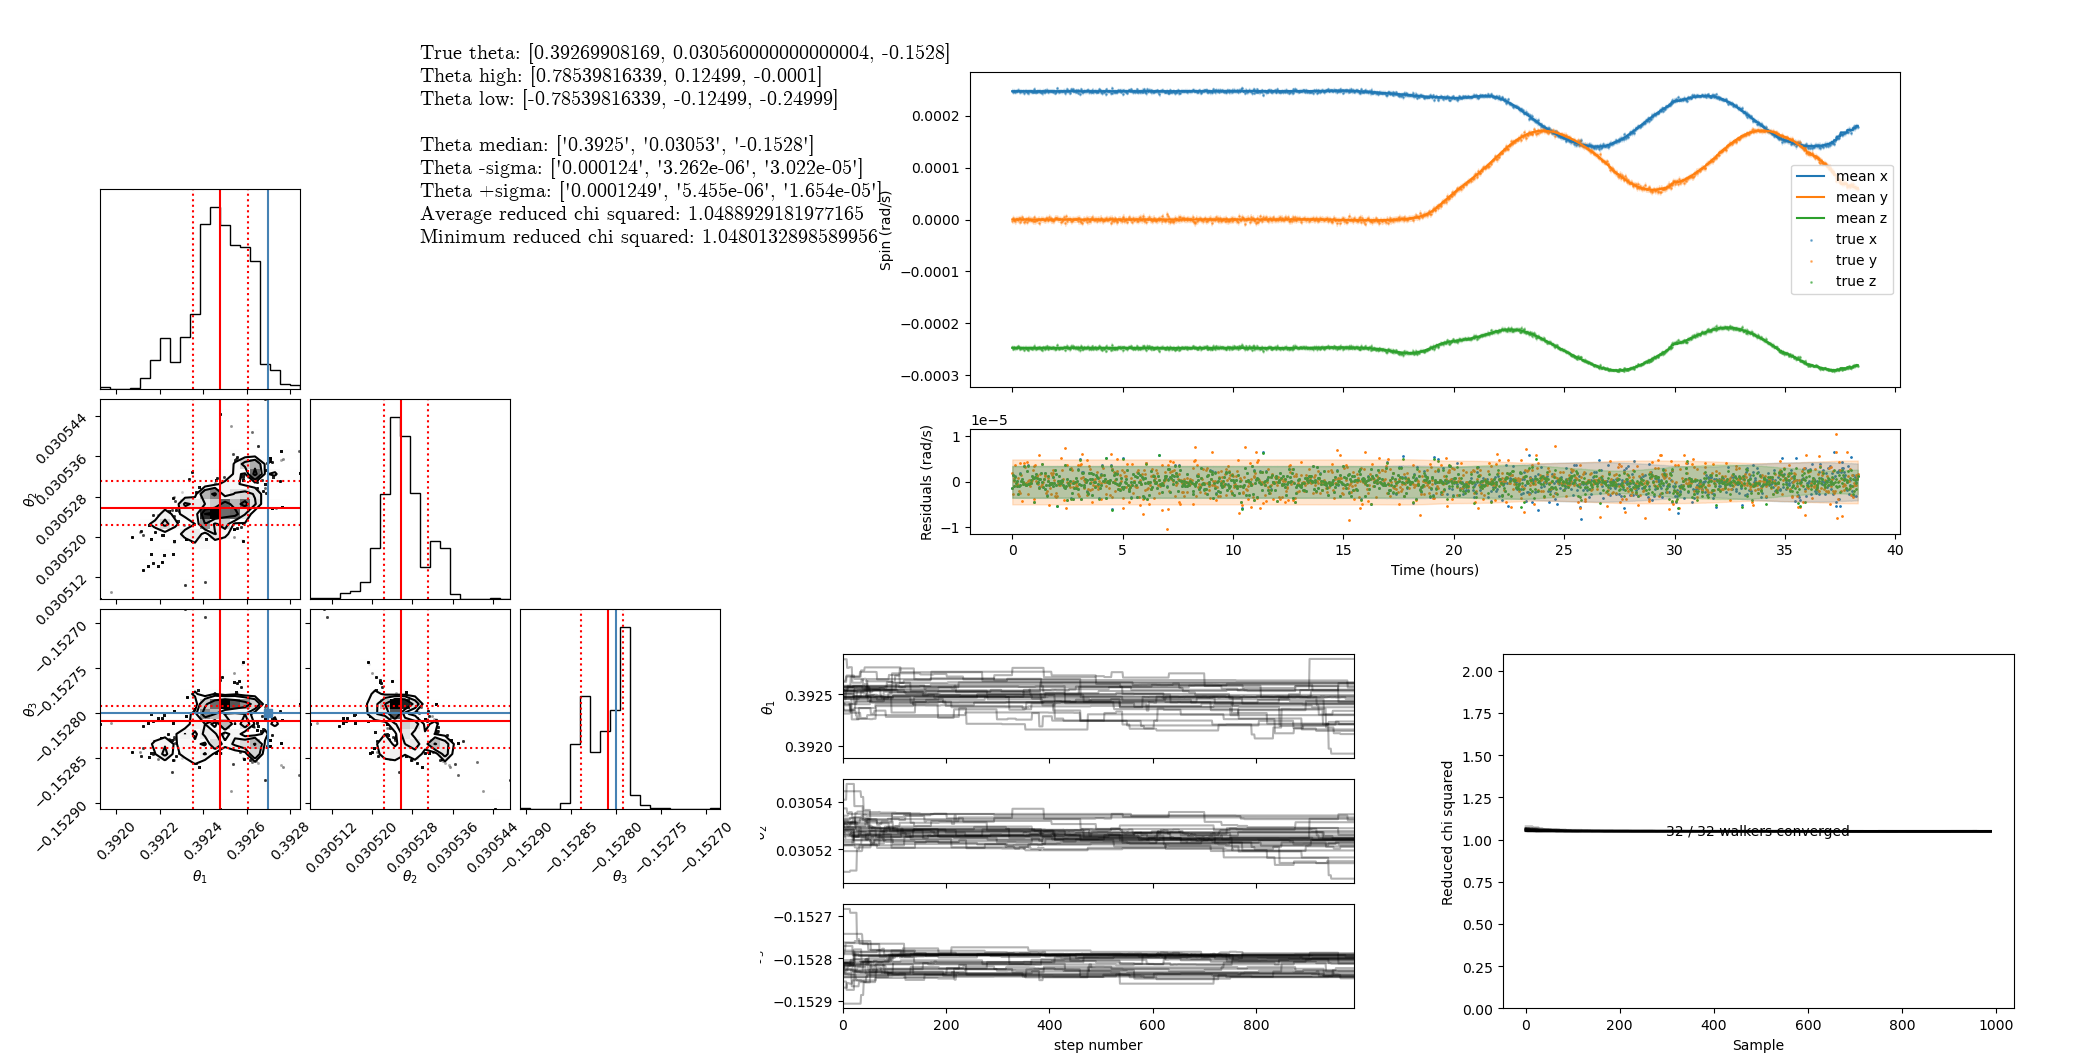 True theta: [0.39269908169, 0.030560000000000004, -0.1528]
Theta high: [0.78539816339, 0.12499, -0.0001]
Theta low: [-0.78539816339, -0.12499, -0.24999]
Theta median: ['0.3925', '0.03053', '-0.1528']
Theta -sigma: ['0.000124', '3.262e-06', '3.022e-05']
Theta +sigma: ['0.0001249', '5.455e-06', '1.654e-05']
Average reduced chi squared: 1.0488929181977165
Minimum reduced chi squared: 1.0480132898589956
Spin (rad/s)
0.0002
0.0001
0.0000
−0.0001
−0.0002
−0.0003
mean x
mean y
mean z
true x
true y
true z
1e−5
Residuals (rad/s)
1
0
−1
0 5 10 15 20 25 30 35 40
Time (hours)
θ2
0.030544
0.030536
0.030528
0.030520
0.030512
θ3
−0.15270
−0.15275
−0.15280
−0.15285
−0.15290
0.3920 0.3922 0.3924 0.3926 0.3928
θ1
0.030512 0.030520 0.030528 0.030536 0.030544
θ2
−0.15290 −0.15285 −0.15280 −0.15275 −0.15270
θ3
θ1
0.3925
0.3920
0.03054
0.03052
−0.1527
−0.1528
−0.1529
0 200 400 600 800
step number
Reduced chi squared
2.00
1.75
1.50
1.25
1.00
0.75
0.50
0.25
0.00
32 / 32 walkers converged
0 200 400 600 800 1000
Sample